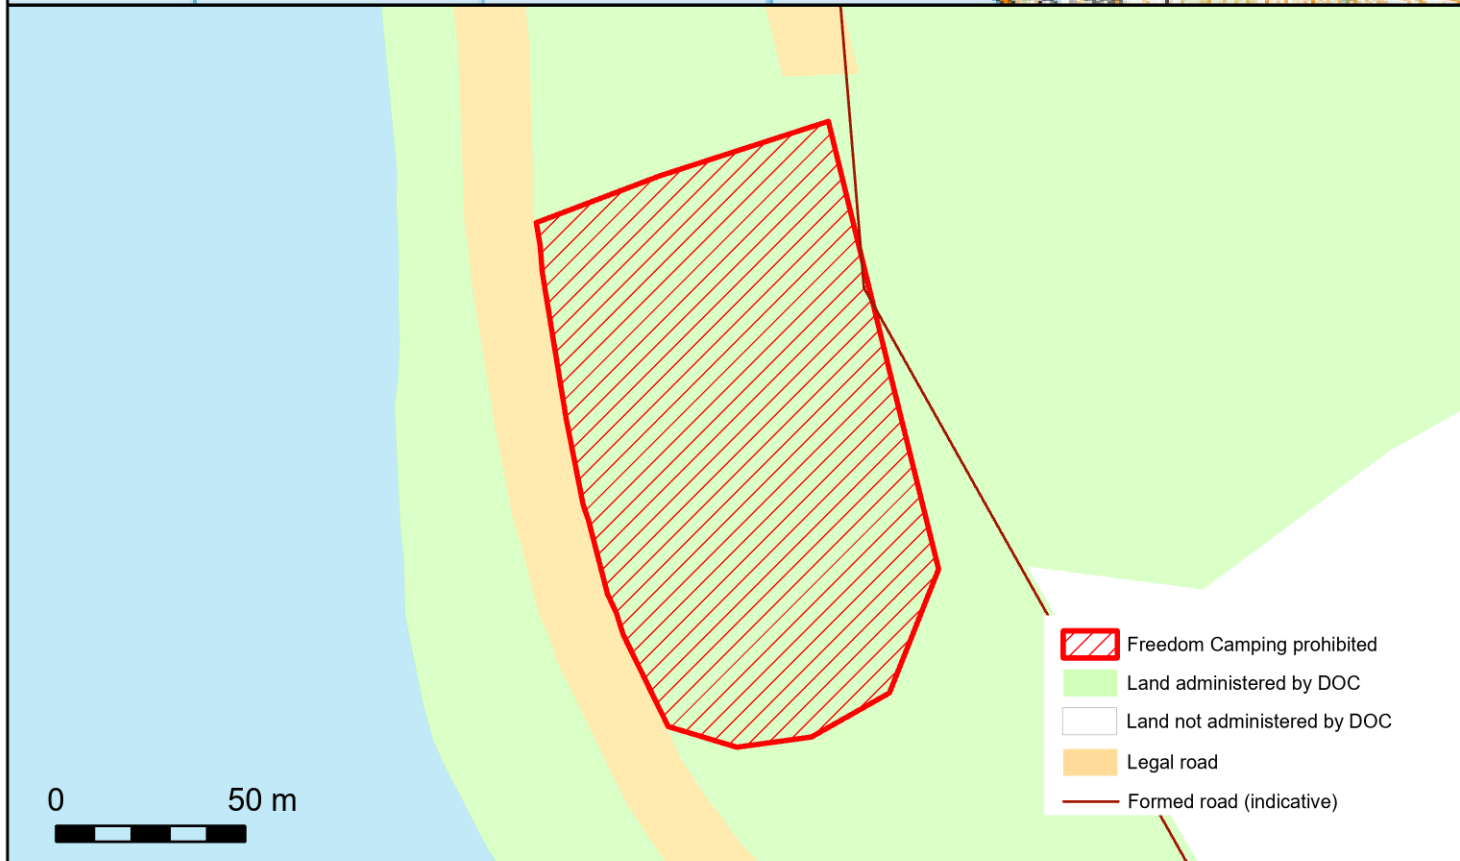 Freedom Camping prohibited
Land administered by DOC
Land not administered by DOC
Legal road
Formed road (indicative)
0 50 m